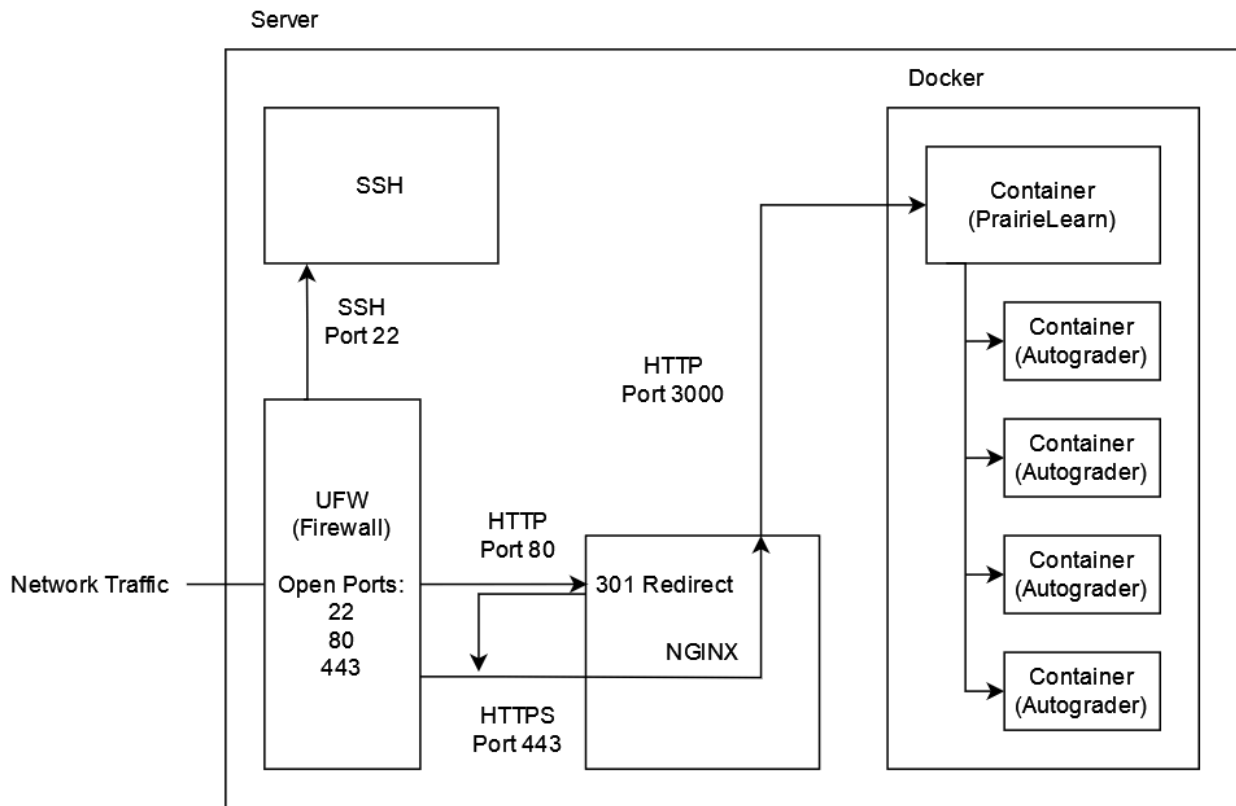 Server
Docker
SSH
Container
(PrairieLearn)
SSH
Port 22
HTTP
Port 3000
Container
(Autograder)
Container
(Autograder)
UFW
(Firewall)
Open Ports:
22
80
443
Network Traffic
HTTP
Port 80
301 Redirect
NGINX
HTTPS
Port 443
Container
(Autograder)
Container
(Autograder)